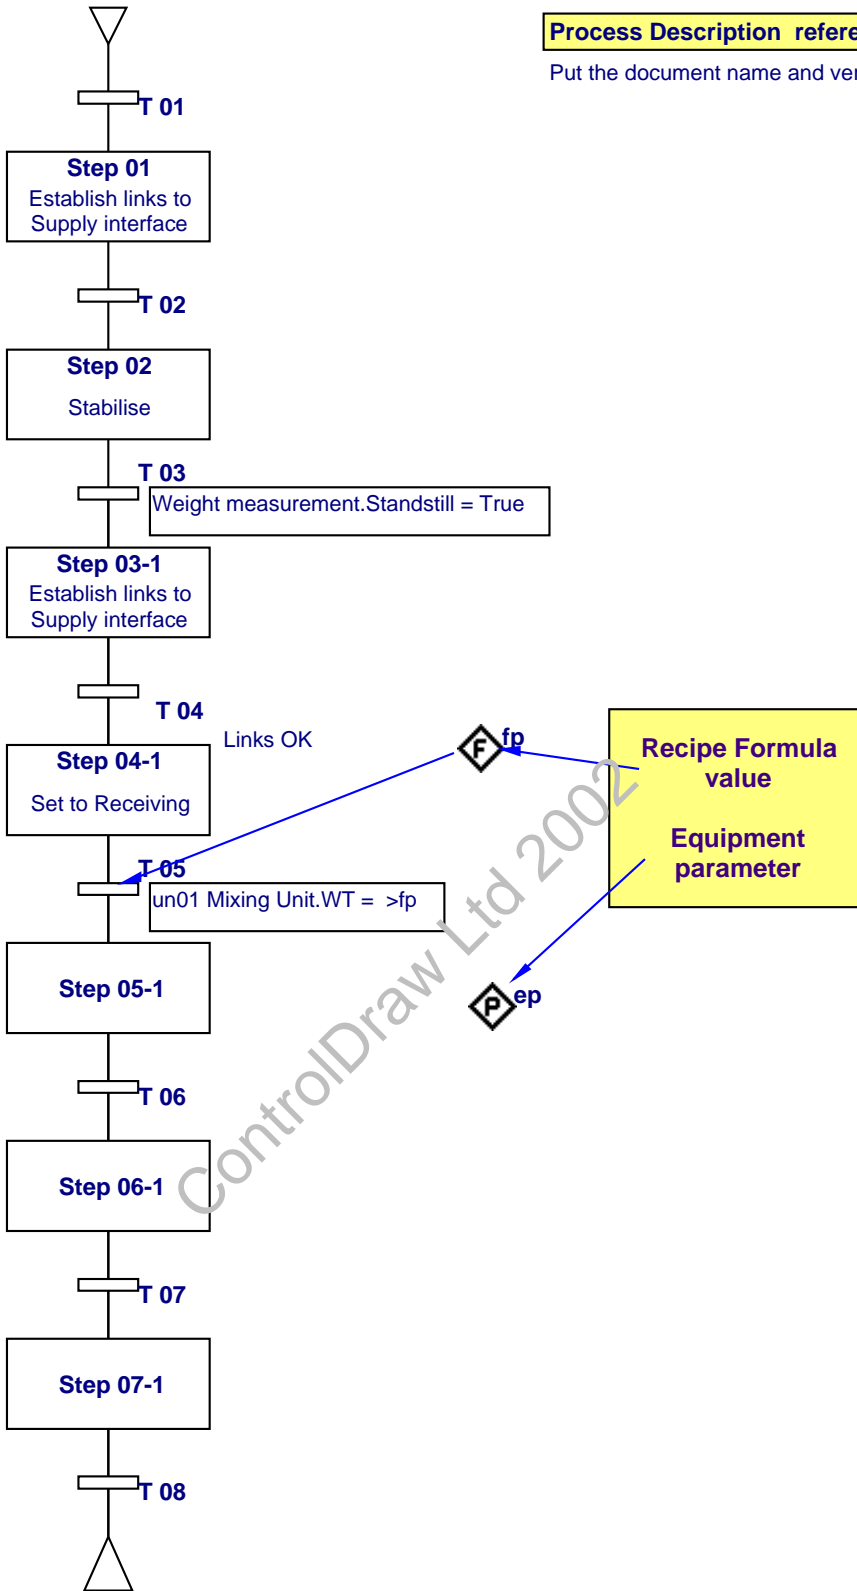 Process Description refere
Put the document name and ver
T 01
Step 01
Establish links to
Supply interface
T 02
Step 02
Stabilise
T 03
Weight measurement.Standstill = True
Step 03-1
Establish links to
Supply interface
T 04
Links OK
fp
F
Recipe Formula
value
Step 04-1
Set to Receiving
Equipment
parameter
T 05
un01 Mixing Unit.WT = >fp
Step 05-1
ep
P
T 06
Step 06-1
T 07
Step 07-1
T 08
ControlDraw Ltd 2002